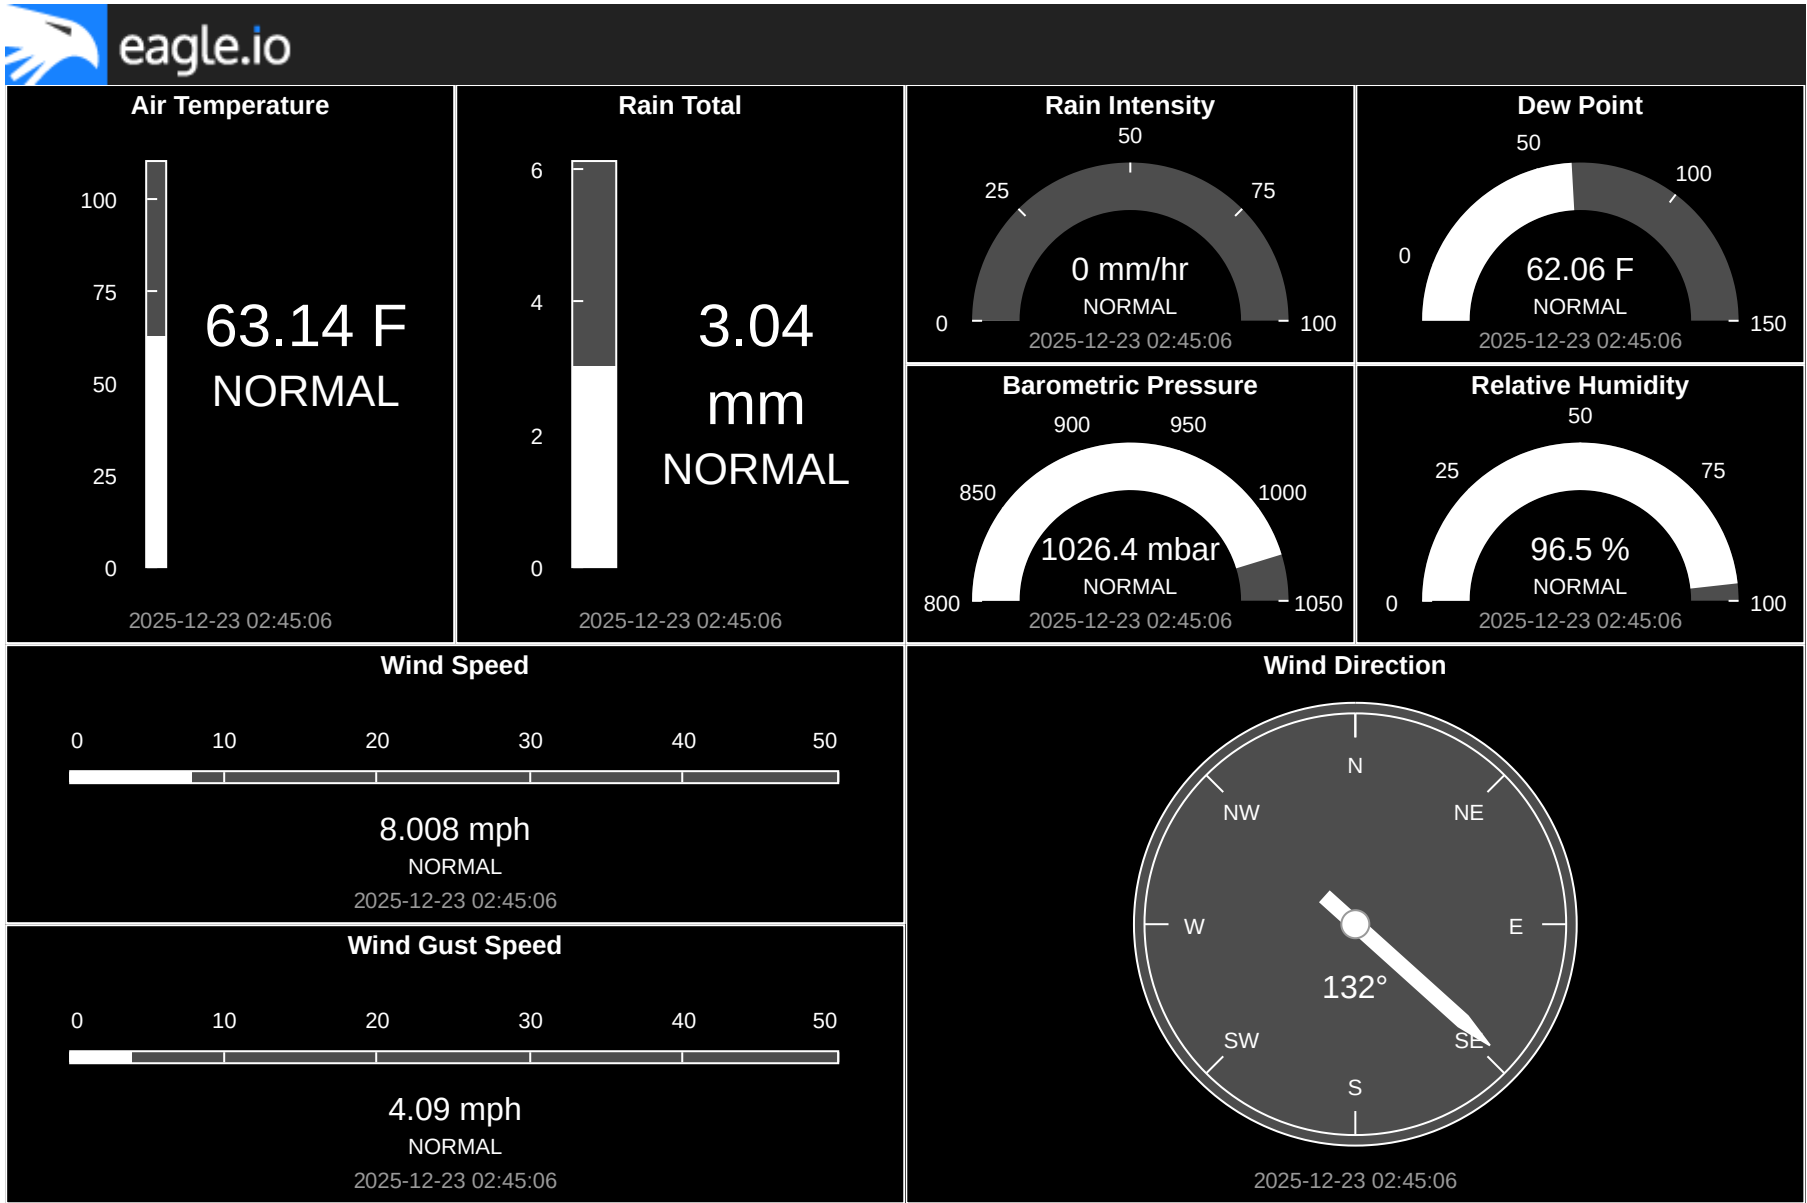 eagle.io
Air Temperature
100
75
50
25
0
63.14 F
NORMAL
2025-12-23 02:45:06
Rain Total
6
4
2
0
3.04
mm
NORMAL
2025-12-23 02:45:06
Rain Intensity
0
25
50
75
100
0 mm/hr
NORMAL
2025-12-23 02:45:06
Dew Point
0
50
100
150
62.06 F
NORMAL
2025-12-23 02:45:06
Barometric Pressure
800
850
900
950
1000
1050
1026.4 mbar
NORMAL
2025-12-23 02:45:06
Relative Humidity
0
25
50
75
100
96.5 %
NORMAL
2025-12-23 02:45:06
Wind Speed
0 10 20 30 40 50
8.008 mph
NORMAL
2025-12-23 02:45:06
Wind Gust Speed
0 10 20 30 40 50
4.09 mph
NORMAL
2025-12-23 02:45:06
Wind Direction
N
NW NE
W E
132°
SW SE
S
2025-12-23 02:45:06